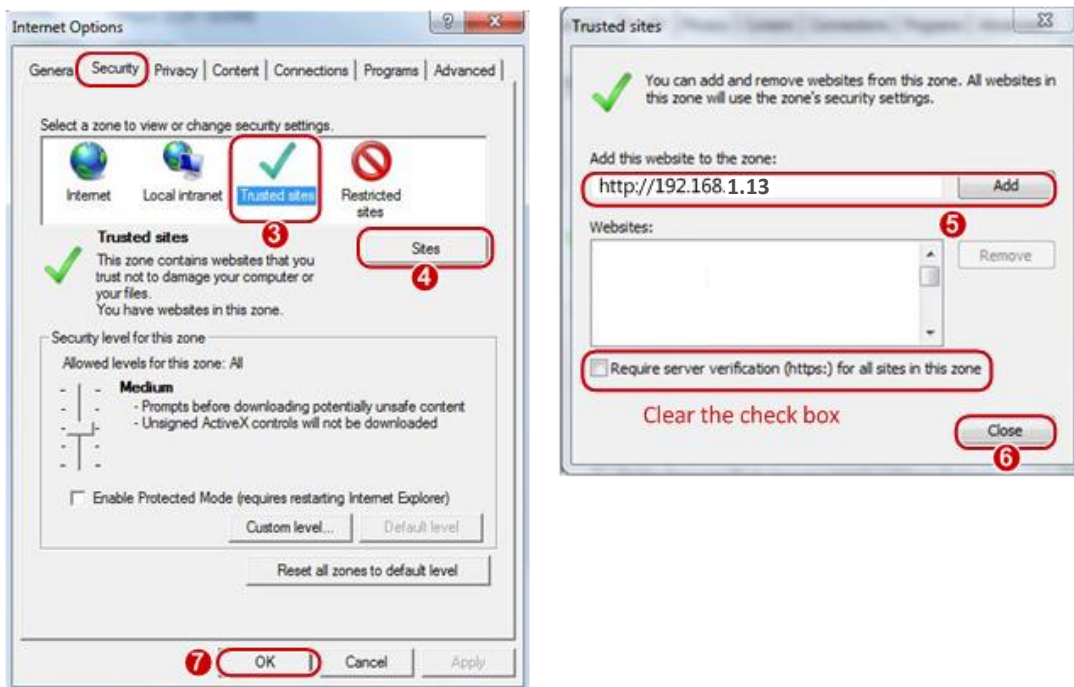 Internet Options
General Security Privacy Content Connections Programs Advanced
Select a zone to view or change security settings.
Internet Local intranet Trusted sites Restricted sites
3
Trusted sites
Sites
4
This zone contains websites that you
trust not to damage your computer or
your files.
You have websites in this zone.
Security level for this zone
Allowed levels for this zone: All
Medium
- Prompts before downloading potentially unsafe content
- Unsigned ActiveX controls will not be downloaded
Enable Protected Mode (requires restarting Internet Explorer)
Custom level... Default level
Reset all zones to default level
7 OK Cancel Apply
Trusted sites
You can add and remove websites from this zone. All websites in
this zone will use the zone's security settings.
Add this website to the zone:
http://192.168.1.13 Add
5
Websites:
Remove
Require server verification (https:) for all sites in this zone
Clear the check box
Close
6